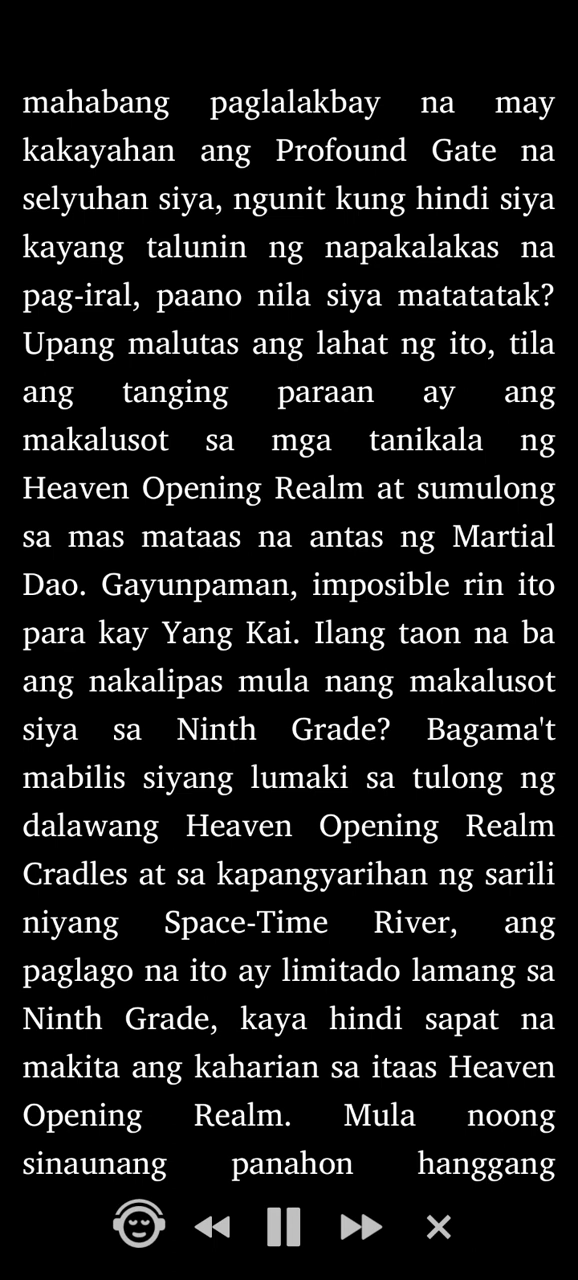 mahabang paglalakbay na may
kakayahan ang Profound Gate na
selyuhan siya, ngunit kung hindi siya
kayang talunin ng napakalakas na
pag-iral, paano nila siya matatatak?
Upang malutas ang lahat ng ito, tila
ang tanging paraan ay ang
makalusot sa mga tanikala ng
Heaven Opening Realm at sumulong
sa mas mataas na antas ng Martial
Dao. Gayunpaman, imposible rin ito
para kay Yang Kai. Ilang taon na ba
ang nakalipas mula nang makalusot
siya sa Ninth Grade? Bagama't
mabilis siyang lumaki sa tulong ng
dalawang Heaven Opening Realm
Cradles at sa kapangyarihan ng sarili
niyang Space-Time River, ang
paglago na ito ay limitado lamang sa
Ninth Grade, kaya hindi sapat na
makita ang kaharian sa itaas Heaven
Opening Realm. Mula noong
sinaunang panahon hanggang